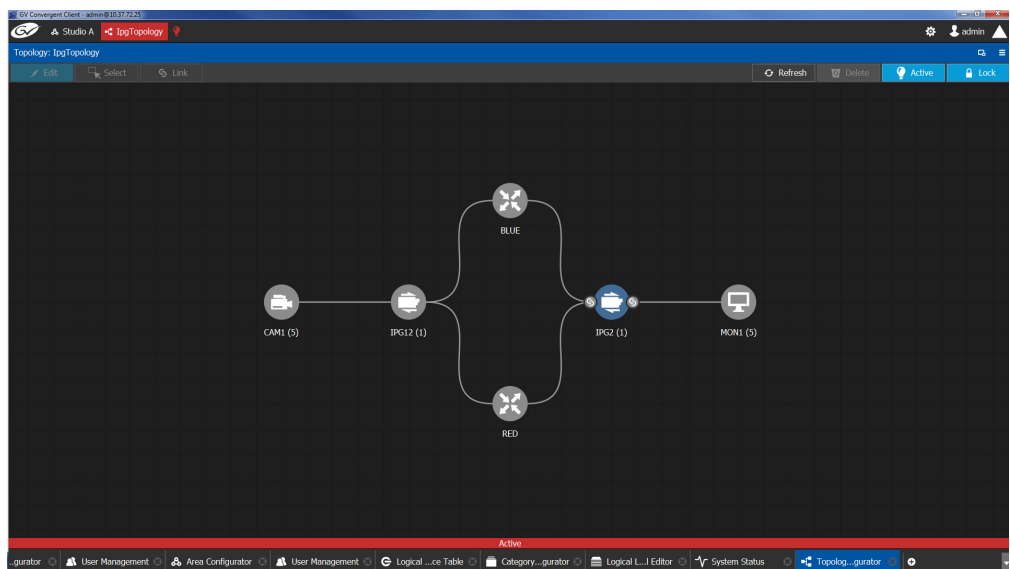 GV Convergent Client - admin@10.37.72.25
GV Studio A IpgTopology admin
Topology: IpgTopology
Edit Select Link Refresh Delete Active Lock
BLUE
CAM1 (5) IPG12 (1) IPG2 (1) MON1 (5)
RED
Active
..gurator User Management Area Configurator User Management Logical ...ce Table Category...gurator Logical L...l Editor System Status Topolog...gurator